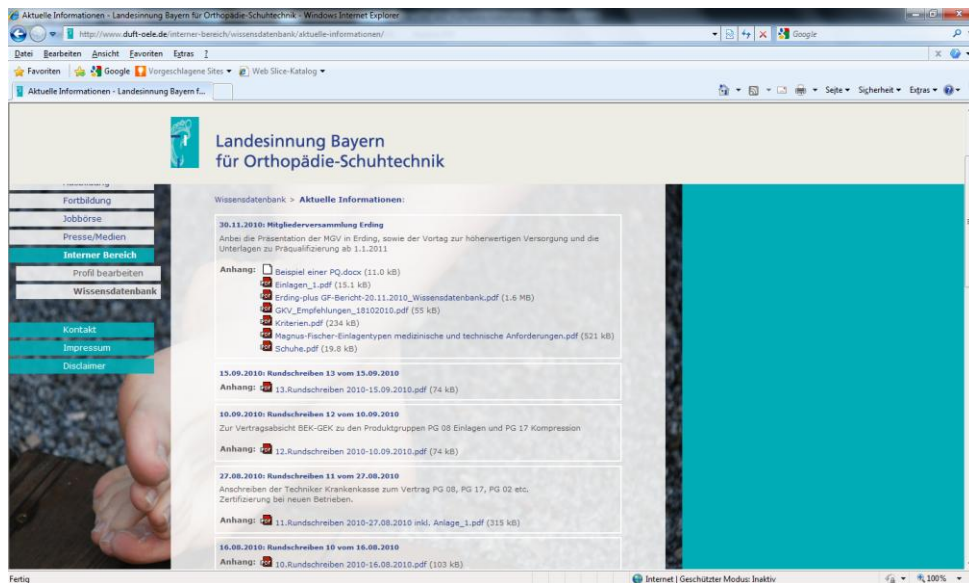 Aktuelle Informationen - Landesinnung Bayern für Orthopädie-Schuhtechnik - Windows Internet Explorer
http://www.duft-oele.de/interner-bereich/wissensdatenbank/aktuelle-informationen/
Google
Datei Bearbeiten Ansicht Favoriten Extras ?
Favoriten Google Vorgeschlagene Sites Web Slice-Katalog
Aktuelle Informationen - Landesinnung Bayern f...
Seite Sicherheit Extras
Landesinnung Bayern
für Orthopädie-Schuhtechnik
Fortbildung
Jobbörse
Presse/Medien
Interner Bereich
Profil bearbeiten
Wissensdatenbank
Kontakt
Impressum
Disclaimer
Wissensdatenbank > Aktuelle Informationen:
30.11.2010: Mitgliederversammlung Erding
Anbei die Präsentation der MGV in Erding, sowie der Vortag zur höherwertigen Versorgung und die
Unterlagen zu Präqualifizierung ab 1.1.2011
Anhang: Beispiel einer PQ.docx (11.0 kB)
Einlagen_1.pdf (15.1 kB)
Erding-plus GF-Bericht-20.11.2010_Wissensdatenbank.pdf (1.6 MB)
GKV_Empfehlungen_18102010.pdf (55 kB)
Kriterien.pdf (234 kB)
Magnus-Fischer-Einlagentypen medizinische und technische Anforderungen.pdf (521 kB)
Schuhe.pdf (19.8 kB)
15.09.2010: Rundschreiben 13 vom 15.09.2010
Anhang: 13.Rundschreiben 2010-15.09.2010.pdf (74 kB)
10.09.2010: Rundschreiben 12 vom 10.09.2010
Zur Vertragsabsicht BEK-GEK zu den Produktgruppen PG 08 Einlagen und PG 17 Kompression
Anhang: 12.Rundschreiben 2010-10.09.2010.pdf (74 kB)
27.08.2010: Rundschreiben 11 vom 27.08.2010
Anschreiben der Techniker Krankenkasse zum Vertrag PG 08, PG 17, PG 02 etc.
Zertifizierung bei neuen Betrieben.
Anhang: 11.Rundschreiben 2010-27.08.2010 inkl. Anlage_1.pdf (315 kB)
16.08.2010: Rundschreiben 10 vom 16.08.2010
Anhang: 10.Rundschreiben 2010-16.08.2010.pdf (103 kB)
Fertig
Internet | Geschützter Modus: Inaktiv
100%